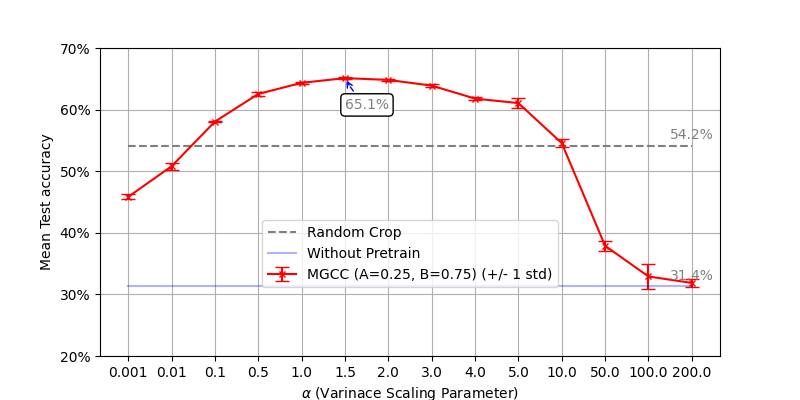 70%
60%
50%
40%
30%
20%
Mean Test accuracy
65.1%
54.2%
31.4%
Random Crop
Without Pretrain
MGCC (A=0.25, B=0.75) (+/- 1 std)
0.001 0.01 0.1 0.5 1.0 1.5 2.0 3.0 4.0 5.0 10.0 50.0 100.0 200.0
α (Varinace Scaling Parameter)